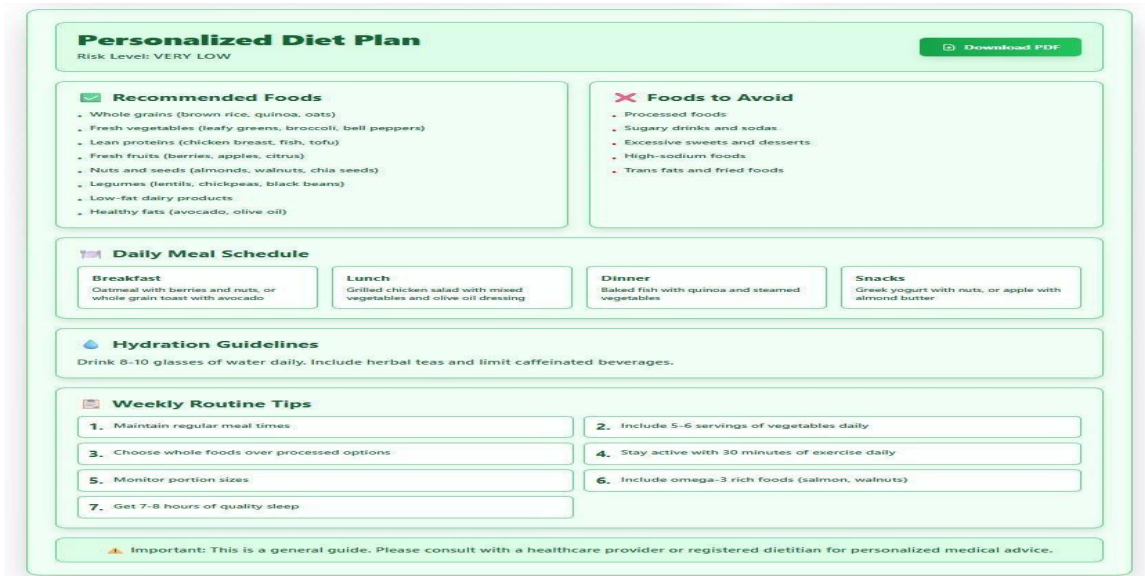 Personalized Diet Plan
Risk Level: VERY LOW
Download PDF
Recommended Foods
Whole grains (brown rice, quinoa, oats)
Fresh vegetables (leafy greens, broccoli, bell peppers)
Lean proteins (chicken breast, fish, tofu)
Fresh fruits (berries, apples, citrus)
Nuts and seeds (almonds, walnuts, chia seeds)
Legumes (lentils, chickpeas, black beans)
Low-fat dairy products
Healthy fats (avocado, olive oil)
Foods to Avoid
Processed foods
Sugary drinks and sodas
Excessive sweets and desserts
High-sodium foods
Trans fats and fried foods
Daily Meal Schedule
Breakfast
Oatmeal with berries and nuts, or
whole grain toast with avocado
Lunch
Grilled chicken salad with mixed
vegetables and olive oil dressing
Dinner
Baked fish with quinoa and steamed
vegetables
Snacks
Greek yogurt with nuts, or apple with
almond butter
Hydration Guidelines
Drink 8-10 glasses of water daily. Include herbal teas and limit caffeinated beverages.
Weekly Routine Tips
1. Maintain regular meal times
2. Include 5-6 servings of vegetables daily
3. Choose whole foods over processed options
4. Stay active with 30 minutes of exercise daily
5. Monitor portion sizes
6. Include omega-3 rich foods (salmon, walnuts)
7. Get 7-8 hours of quality sleep
Important: This is a general guide. Please consult with a healthcare provider or registered dietitian for personalized medical advice.